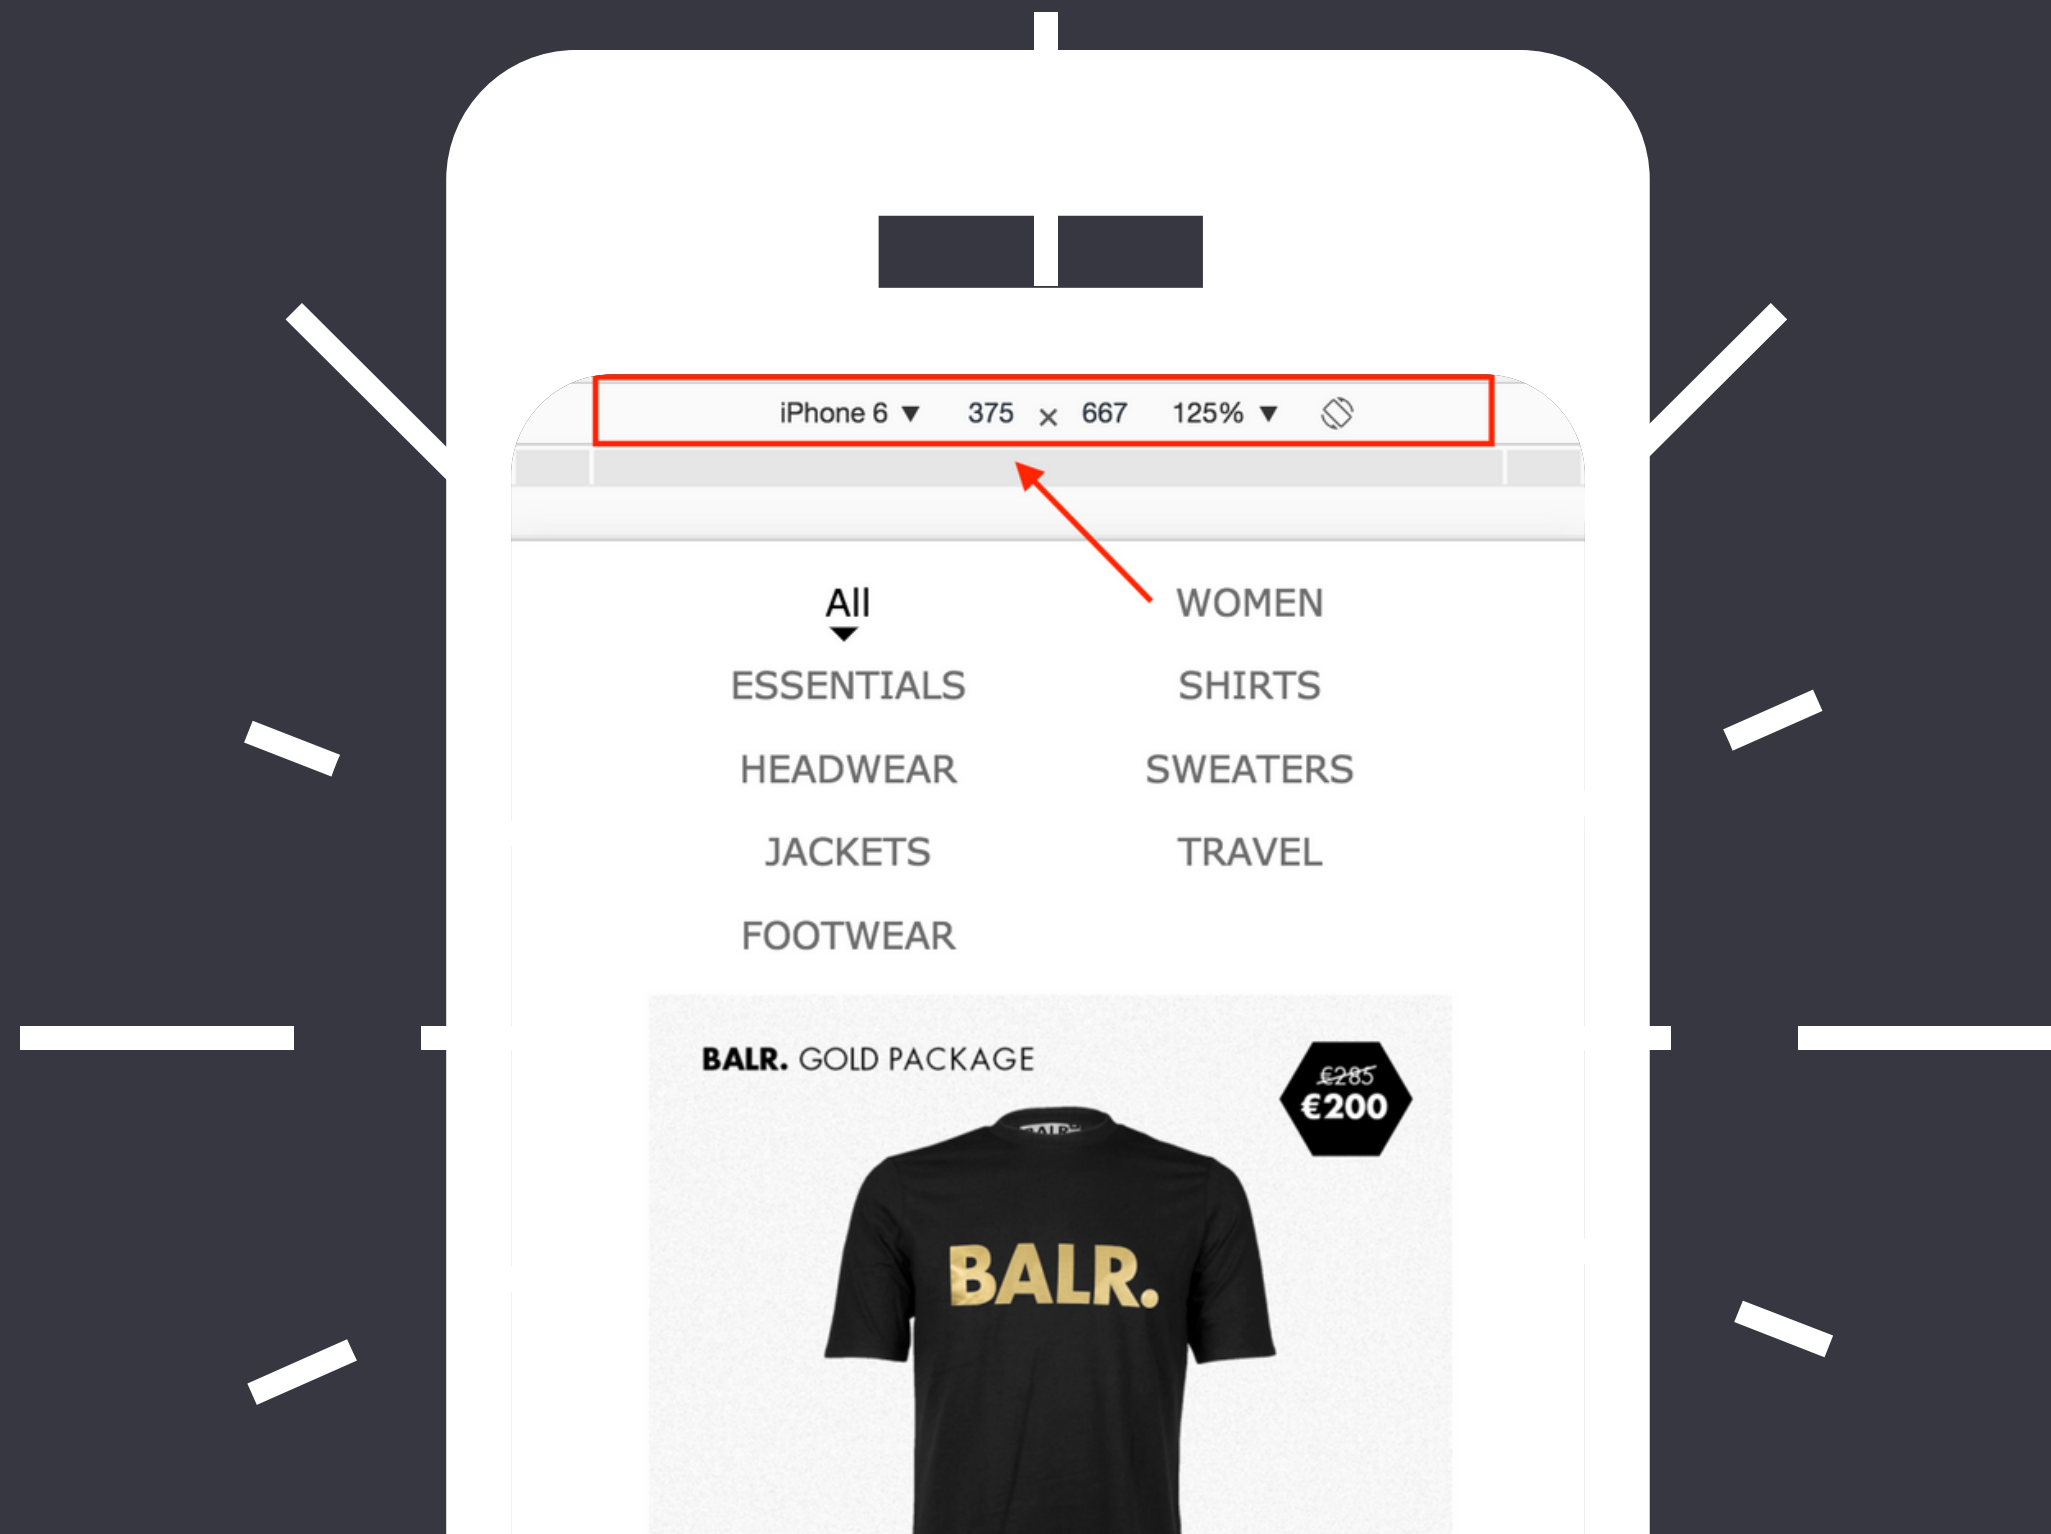 iPhone 6 ▼ 375 × 667 125% ▼
All WOMEN
ESSENTIALS SHIRTS
HEADWEAR SWEATERS
JACKETS TRAVEL
FOOTWEAR
BALR. GOLD PACKAGE
€285
€200
BALR.
BALR.